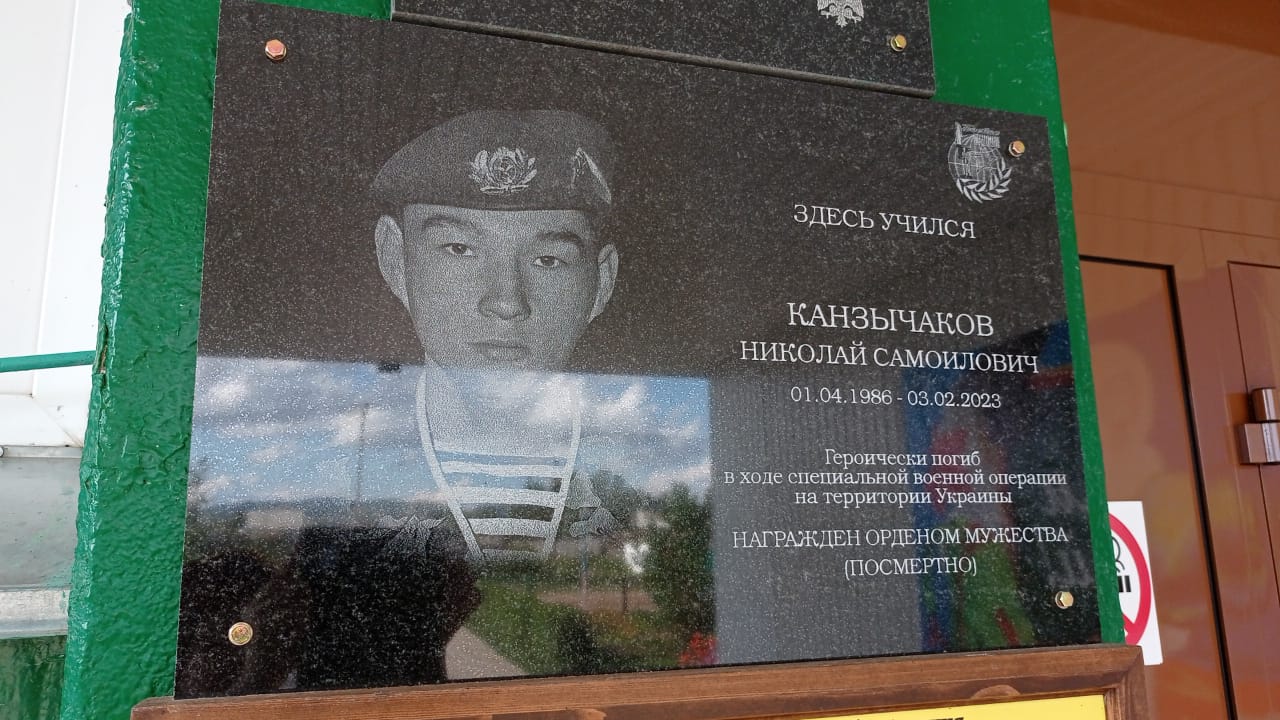 ЗДЕСЬ УЧИЛСЯ
КАНЗЫЧАКОВ
НИКОЛАЙ САМОИЛОВИЧ
01.04.1986 - 03.02.2023
Героически погиб
в ходе специальной военной операции
на территории Украины
НАГРАЖДЕН ОРДЕНОМ МУЖЕСТВА
(ПОСМЕРТНО)